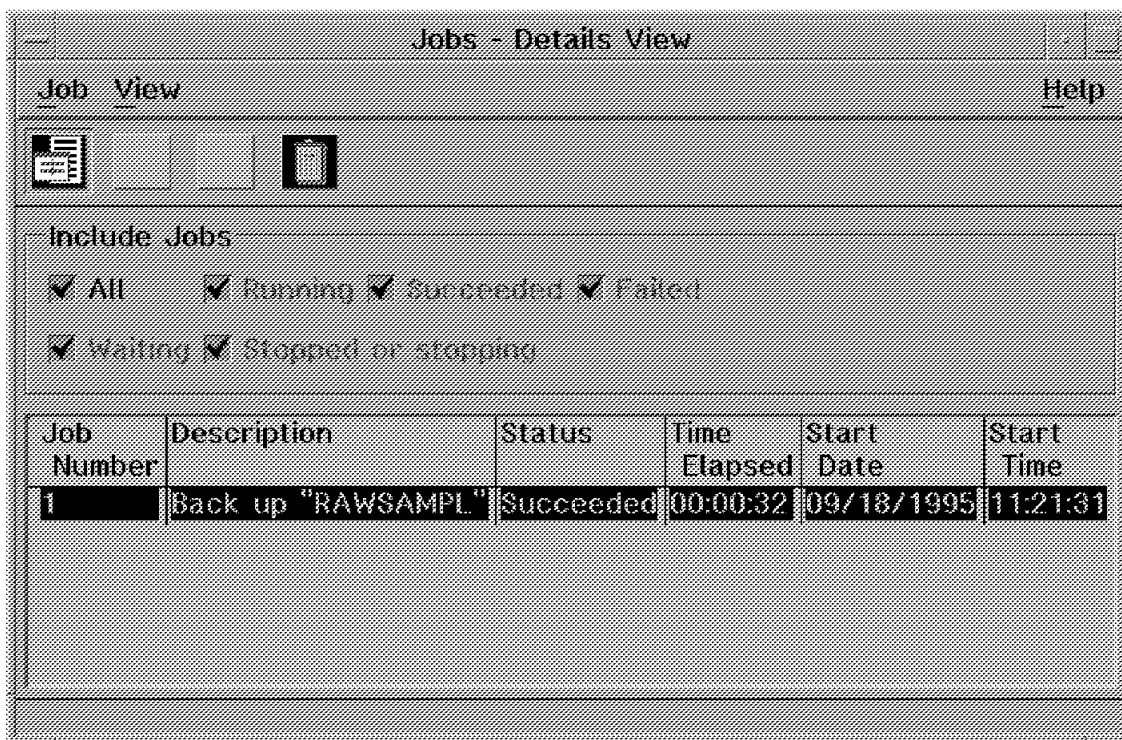 Jobs - Details View
Job View Help
Include Jobs
All Running Succeeded Failed
Waiting Stopped or stopping
Job Description Status Time Start Start
Number Elapsed Date Time
1 Back up "RAWSAMPL" Succeeded 00:00:32 09/18/1995 11:21:31